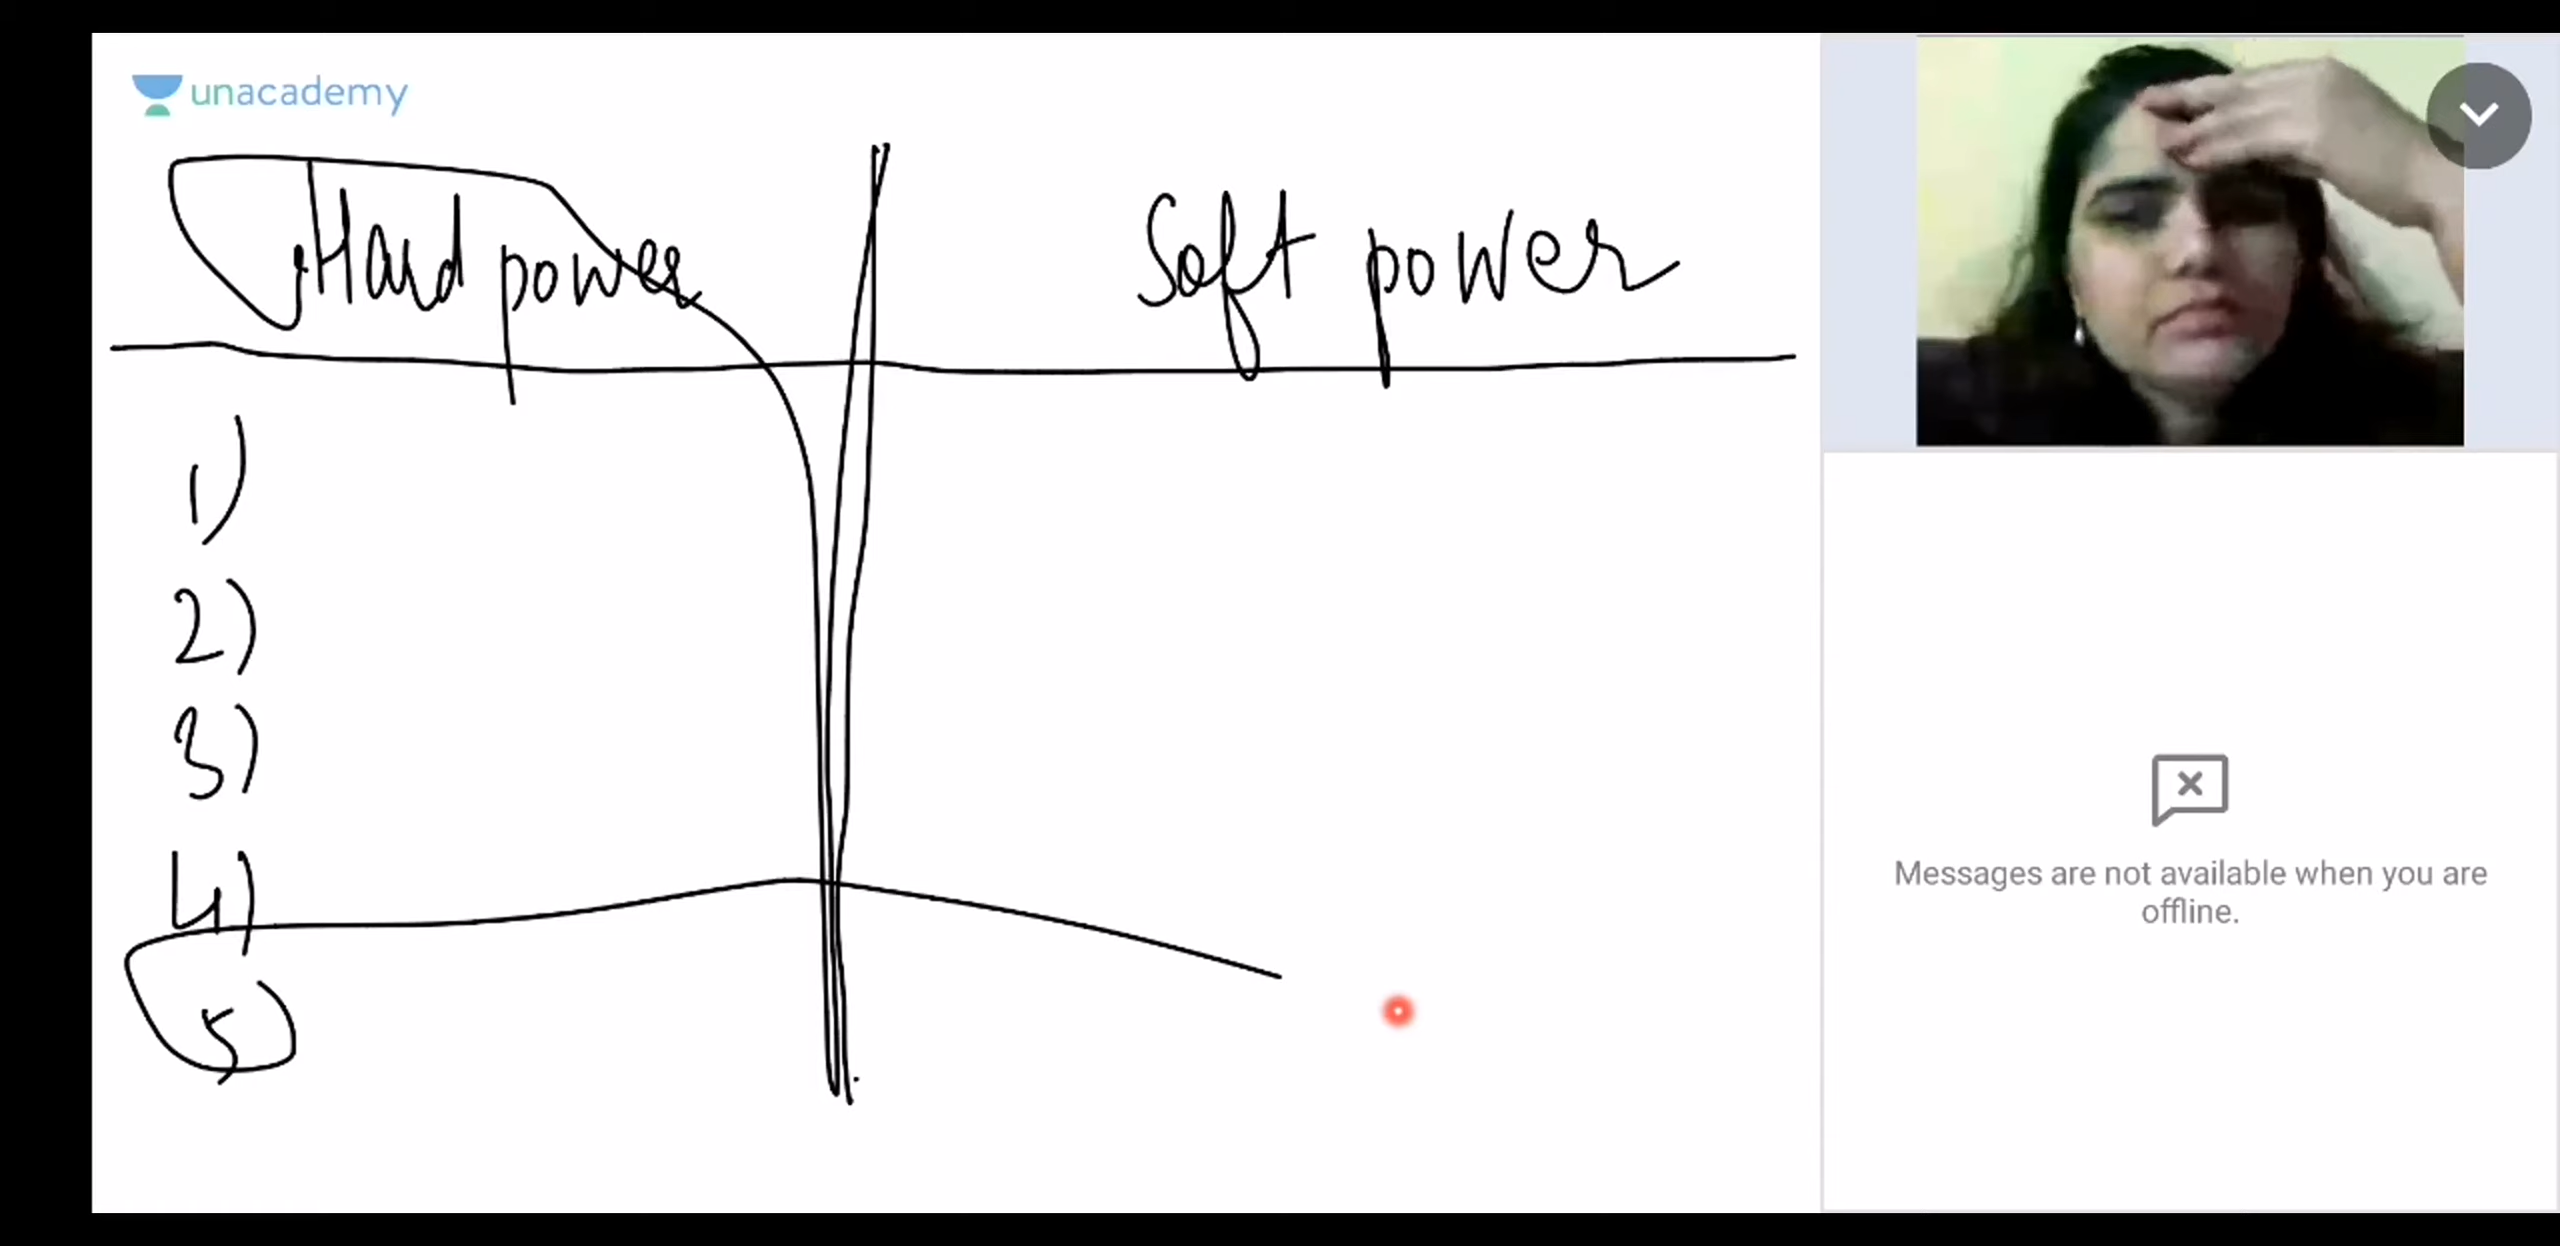 unacademy
Hard power
Soft power
1)
2)
3)
4)
5)
Messages are not available when you are
offline.